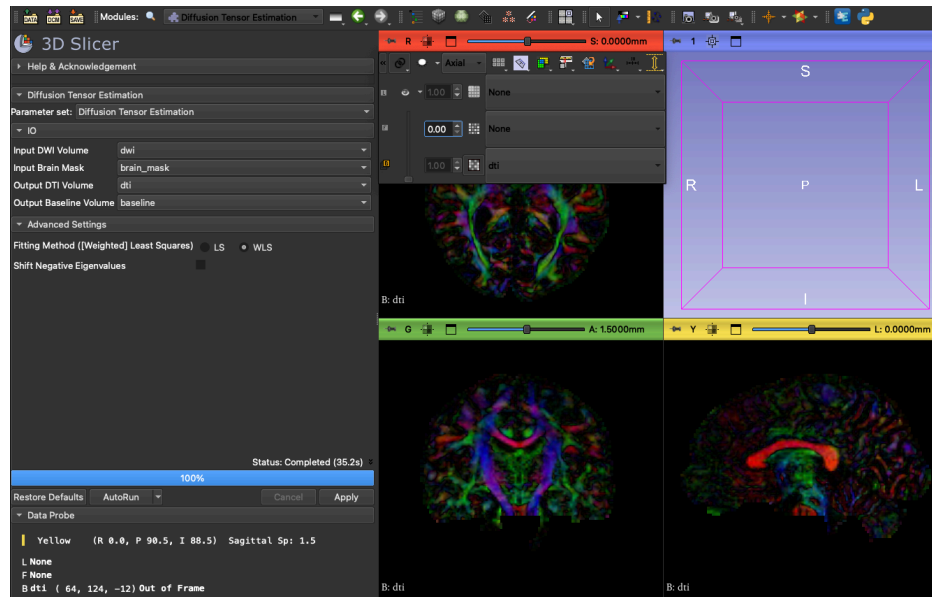 DATA DCM SAVE Modules: Diffusion Tensor Estimation
3D Slicer
Help & Acknowledgement
Diffusion Tensor Estimation
Parameter set: Diffusion Tensor Estimation
IO
Input DWI Volume dwi
Input Brain Mask brain_mask
Output DTI Volume dti
Output Baseline Volume baseline
Advanced Settings
Fitting Method ([Weighted] Least Squares) LS WLS
Shift Negative Eigenvalues
Status: Completed (35.2s)
100%
Restore Defaults AutoRun Cancel Apply
Data Probe
Yellow (R 0.0, P 90.5, I 88.5) Sagittal Sp: 1.5
L None
F None
B dti ( 64, 124, -12) Out of Frame
R S: 0.0000mm
Axial
1.00 None
0.00 None
1.00 dti
B: dti
1
S
R P L
I
G A: 1.5000mm
B: dti
Y L: 0.0000mm
B: dti